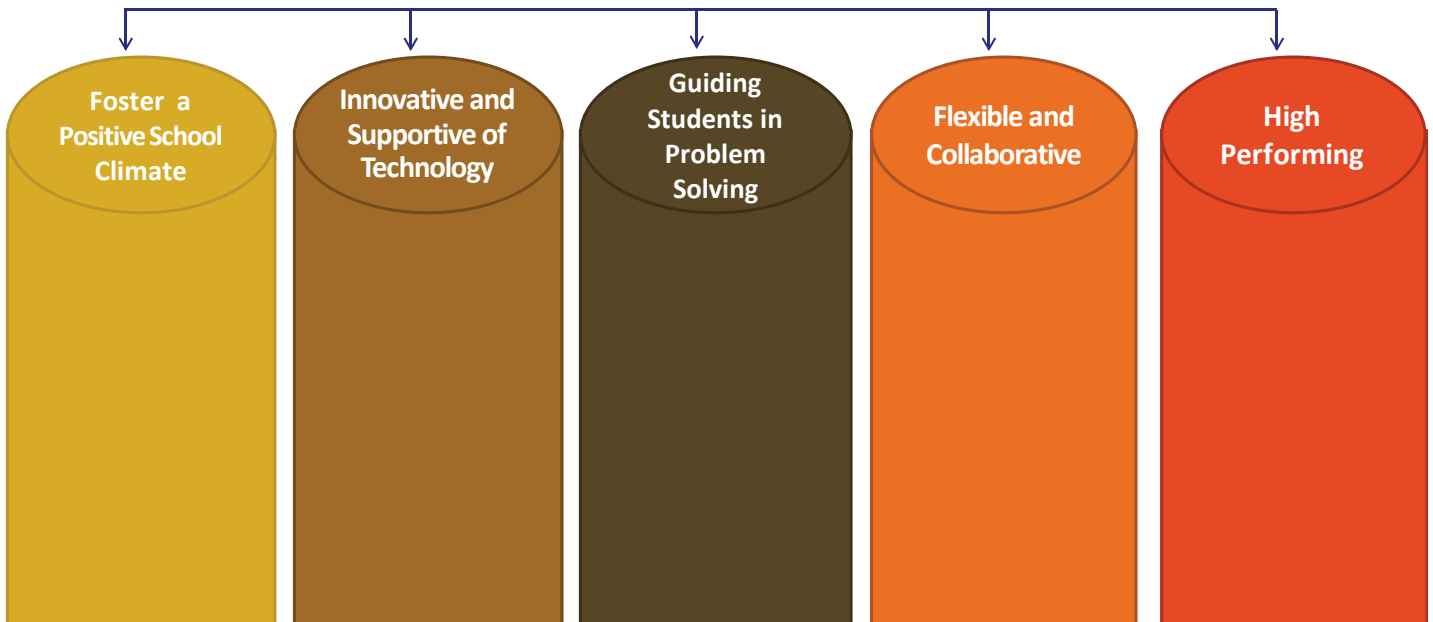 Foster a
Positive School
Climate
Innovative and
Supportive of
Technology
Guiding
Students in
Problem
Solving
Flexible and
Collaborative
High
Performing